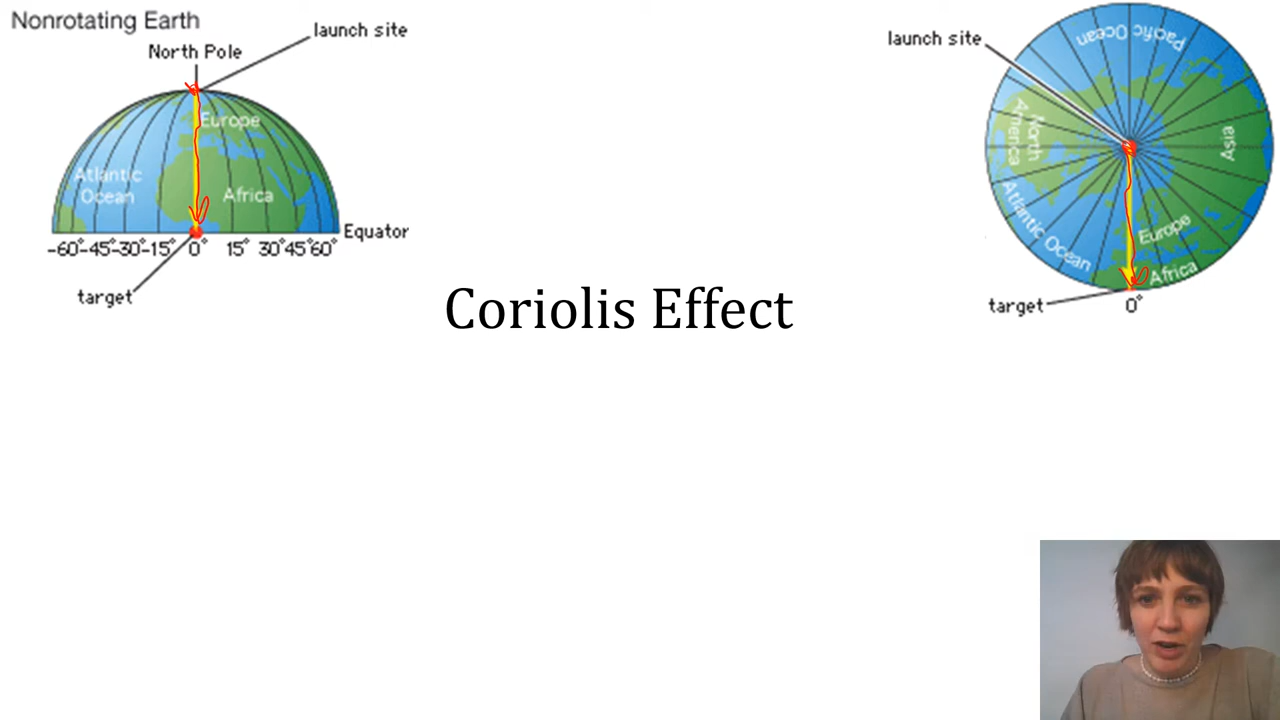 Nonrotating Earth
launch site
North Pole
Europe
Atlantic
Ocean
Africa
Equator
-60° -45° -30° -15° 0° 15° 30° 45° 60°
target
launch site
Pacific Ocean
North
America
Asia
Atlantic Ocean
Europe
Africa
target
0°
Coriolis Effect